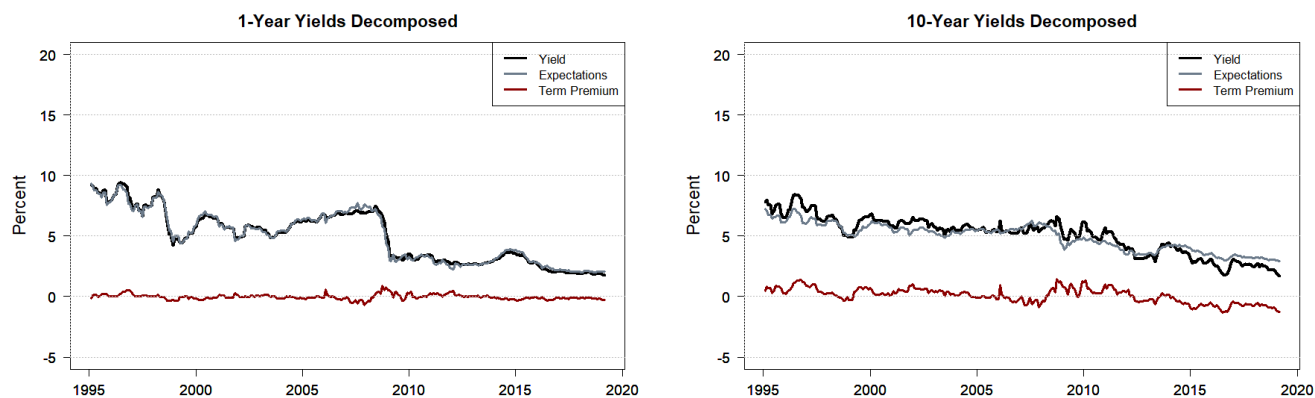 1-Year Yields Decomposed
Percent
20
15
10
5
0
-5
Yield
Expectations
Term Premium
1995 2000 2005 2010 2015 2020
10-Year Yields Decomposed
Percent
20
15
10
5
0
-5
Yield
Expectations
Term Premium
1995 2000 2005 2010 2015 2020